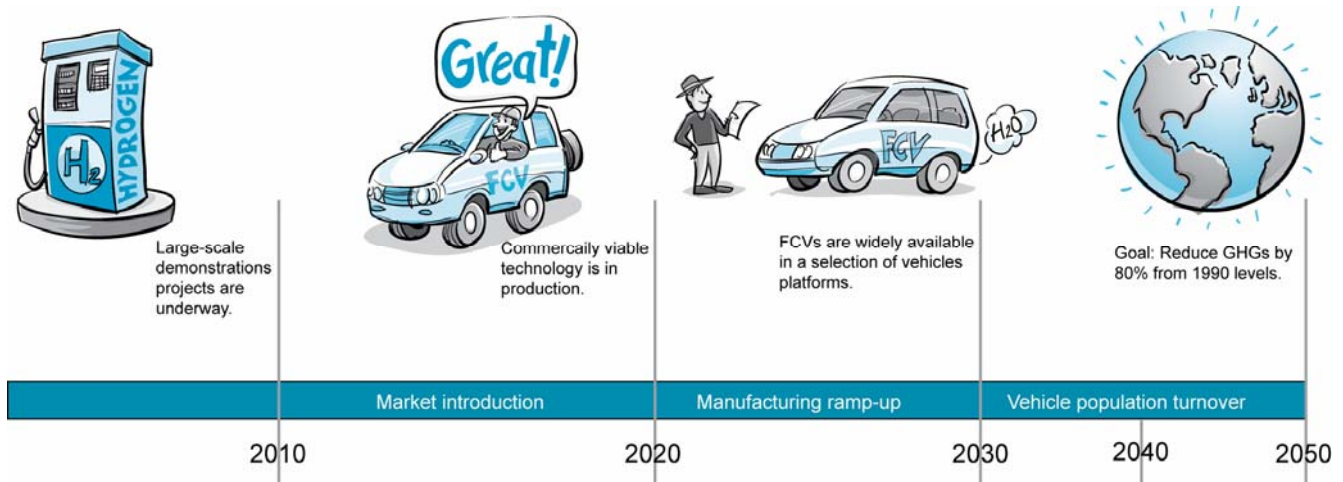 HYDROGEN
H2
Great!
FCV
FCV
H2O
Large-scale
demonstrations
projects are
underway.
Commercally viable
technology is in
production.
FCVs are widely available
in a selection of vehicles
platforms.
Goal: Reduce GHGs by
80% from 1990 levels.
Market introduction
Manufacturing ramp-up
Vehicle population turnover
2010
2020
2030
2040
2050